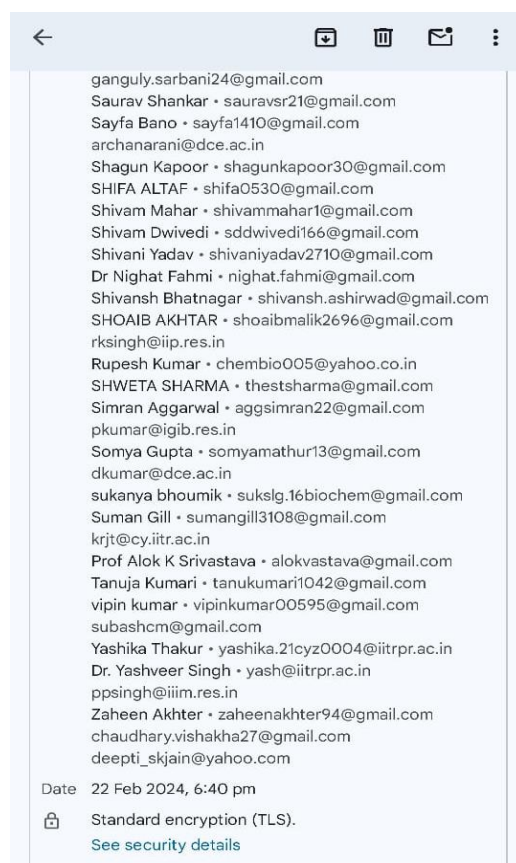 ganguly.sarbani24@gmail.com
Saurav Shankar • sauravsr21@gmail.com
Sayfa Bano • sayfa1410@gmail.com
archanarani@dce.ac.in
Shagun Kapoor • shagunkapoor30@gmail.com
SHIFA ALTAF • shifa0530@gmail.com
Shivam Mahar • shivammahar1@gmail.com
Shivam Dwivedi • sddwivedi166@gmail.com
Shivani Yadav • shivaniyadav2710@gmail.com
Dr Nighat Fahmi • nighat.fahmi@gmail.com
Shivansh Bhatnagar • shivansh.ashirwad@gmail.com
SHOAIB AKHTAR • shoaibmalik2696@gmail.com
rksingh@iip.res.in
Rupesh Kumar • chembio005@yahoo.co.in
SHWETA SHARMA • thestsharma@gmail.com
Simran Aggarwal • aggsimran22@gmail.com
pkumar@igib.res.in
Somya Gupta • somyamathur13@gmail.com
dkumar@dce.ac.in
sukanya bhoumik • sukslg.16biochem@gmail.com
Suman Gill • sumangill3108@gmail.com
krjt@cy.iitr.ac.in
Prof Alok K Srivastava • alokvastava@gmail.com
Tanuja Kumari • tanukumari1042@gmail.com
vipin kumar • vipinkumar00595@gmail.com
subashcm@gmail.com
Yashika Thakur • yashika.21cyz0004@iitrpr.ac.in
Dr. Yashveer Singh • yash@iitrpr.ac.in
ppsingh@iiim.res.in
Zaheen Akhter • zaheenakhter94@gmail.com
chaudhary.vishakha27@gmail.com
deepti_skjain@yahoo.com
Date 22 Feb 2024, 6:40 pm
Standard encryption (TLS).
See security details